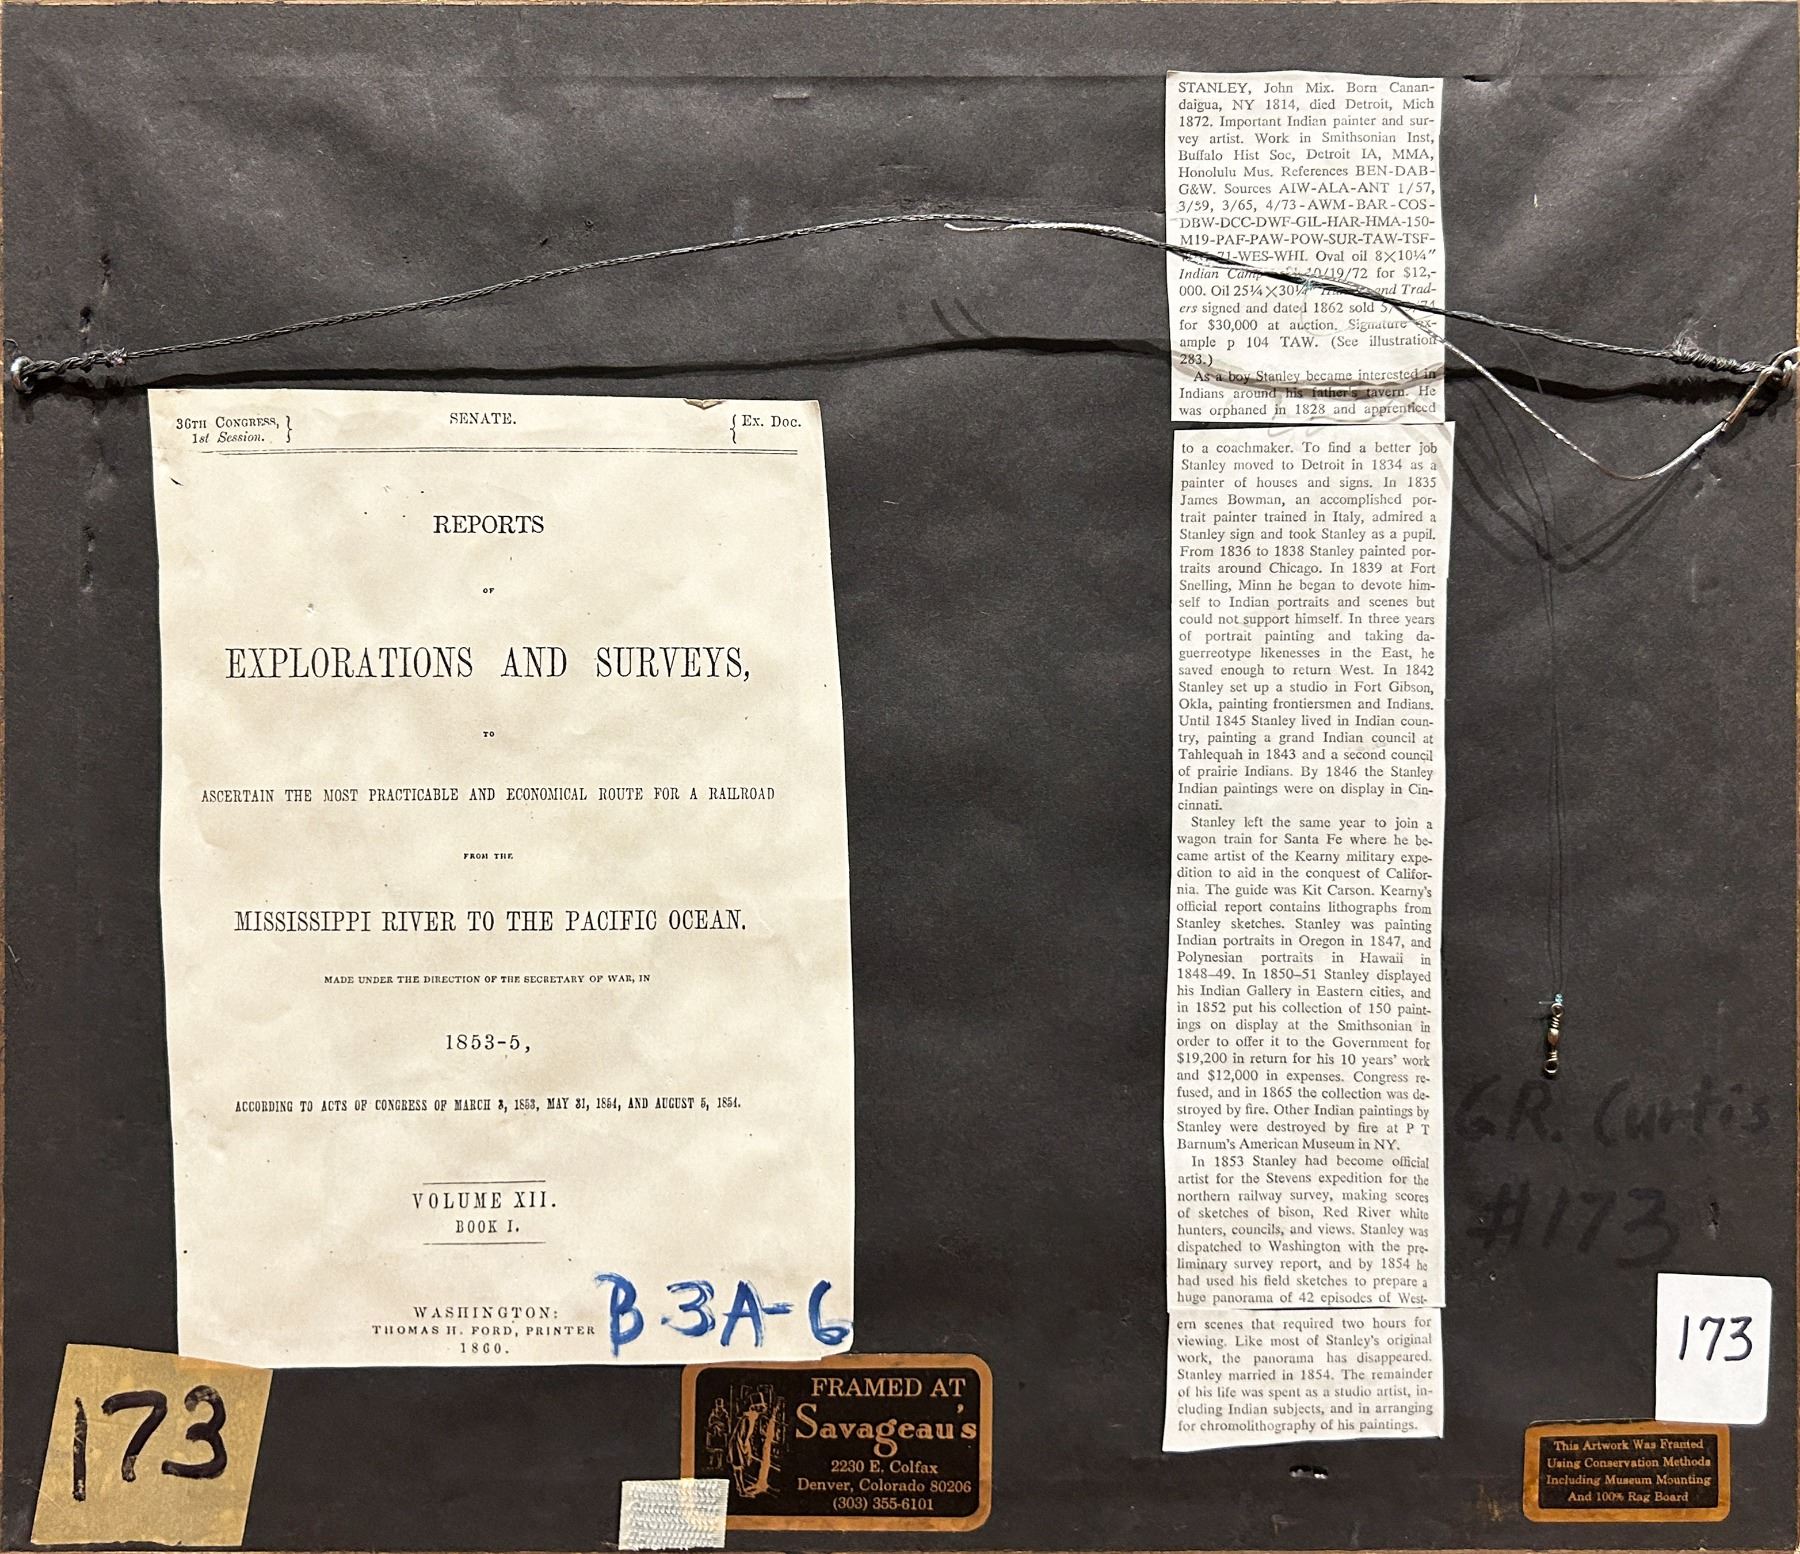 36TH CONGRESS,
1st Session.
SENATE.
Ex. Doc.
REPORTS
OF
EXPLORATIONS AND SURVEYS,
TO
ASCERTAIN THE MOST PRACTICABLE AND ECONOMICAL ROUTE FOR A RAILROAD
FROM THE
MISSISSIPPI RIVER TO THE PACIFIC OCEAN.
MADE UNDER THE DIRECTION OF THE SECRETARY OF WAR, IN
1853-5,
ACCORDING TO ACTS OF CONGRESS OF MARCH 3, 1853, MAY 31, 1854, AND AUGUST 5, 1854.
VOLUME XII.
BOOK I.
WASHINGTON:
THOMAS H. FORD, PRINTER
1860.
B 3A-6
173
FRAMED AT
Savageau's
2230 E. Colfax
Denver, Colorado 80206
(303) 355-6101
STANLEY, John Mix. Born Canan-
daigua, NY 1814, died Detroit, Mich
1872. Important Indian painter and sur-
vey artist. Work in Smithsonian Inst,
Buffalo Hist Soc, Detroit IA, MMA,
Honolulu Mus. References BEN-DAB-
G&W. Sources AIW-ALA-ANT 1/57,
3/59, 3/65, 4/73-AWM-BAR-COS-
DBW-DCC-DWF-GIL-HAR-HMA-150-
M19-PAF-PAW-POW-SUR-TAW-TSF-
71-WES-WHI. Oval oil 8×10¼"
Indian 10/19/72 for $12,-
000. Oil 25¼×30¼" and Trad-
ers signed and dated 1862 sold
for $30,000 at auction. Signature ex-
ample p 104 TAW. (See illustration
283.)
As a boy Stanley became interested in
Indians around his father's tavern. He
was orphaned in 1828 and apprenticed
to a coachmaker. To find a better job
Stanley moved to Detroit in 1834 as a
painter of houses and signs. In 1835
James Bowman, an accomplished por-
trait painter trained in Italy, admired a
Stanley sign and took Stanley as a pupil.
From 1836 to 1838 Stanley painted por-
traits around Chicago. In 1839 at Fort
Snelling, Minn he began to devote him-
self to Indian portraits and scenes but
could not support himself. In three years
of portrait painting and taking da-
guerreotype likenesses in the East, he
saved enough to return West. In 1842
Stanley set up a studio in Fort Gibson,
Okla, painting frontiersmen and Indians.
Until 1845 Stanley lived in Indian coun-
try, painting a grand Indian council at
Tahlequah in 1843 and a second council
of prairie Indians. By 1846 the Stanley
Indian paintings were on display in Cin-
cinnati.
Stanley left the same year to join a
wagon train for Santa Fe where he be-
came artist of the Kearny military expe-
dition to aid in the conquest of Califor-
nia. The guide was Kit Carson. Kearny's
official report contains lithographs from
Stanley sketches. Stanley was painting
Indian portraits in Oregon in 1847, and
Polynesian portraits in Hawaii in
1848–49. In 1850–51 Stanley displayed
his Indian Gallery in Eastern cities, and
in 1852 put his collection of 150 paint-
ings on display at the Smithsonian in
order to offer it to the Government for
$19,200 in return for his 10 years' work
and $12,000 in expenses. Congress re-
fused, and in 1865 the collection was de-
stroyed by fire. Other Indian paintings by
Stanley were destroyed by fire at P T
Barnum's American Museum in NY.
In 1853 Stanley had become official
artist for the Stevens expedition for the
northern railway survey, making scores
of sketches of bison, Red River white
hunters, councils, and views. Stanley was
dispatched to Washington with the pre-
liminary survey report, and by 1854 he
had used his field sketches to prepare a
huge panorama of 42 episodes of West-
ern scenes that required two hours for
viewing. Like most of Stanley's original
work, the panorama has disappeared.
Stanley married in 1854. The remainder
of his life was spent as a studio artist, in-
cluding Indian subjects, and in arranging
for chromolithography of his paintings.
G.R. Curtis
#173
173
This Artwork Was Framed
Using Conservation Methods
Including Museum Mounting
And 100% Rag Board